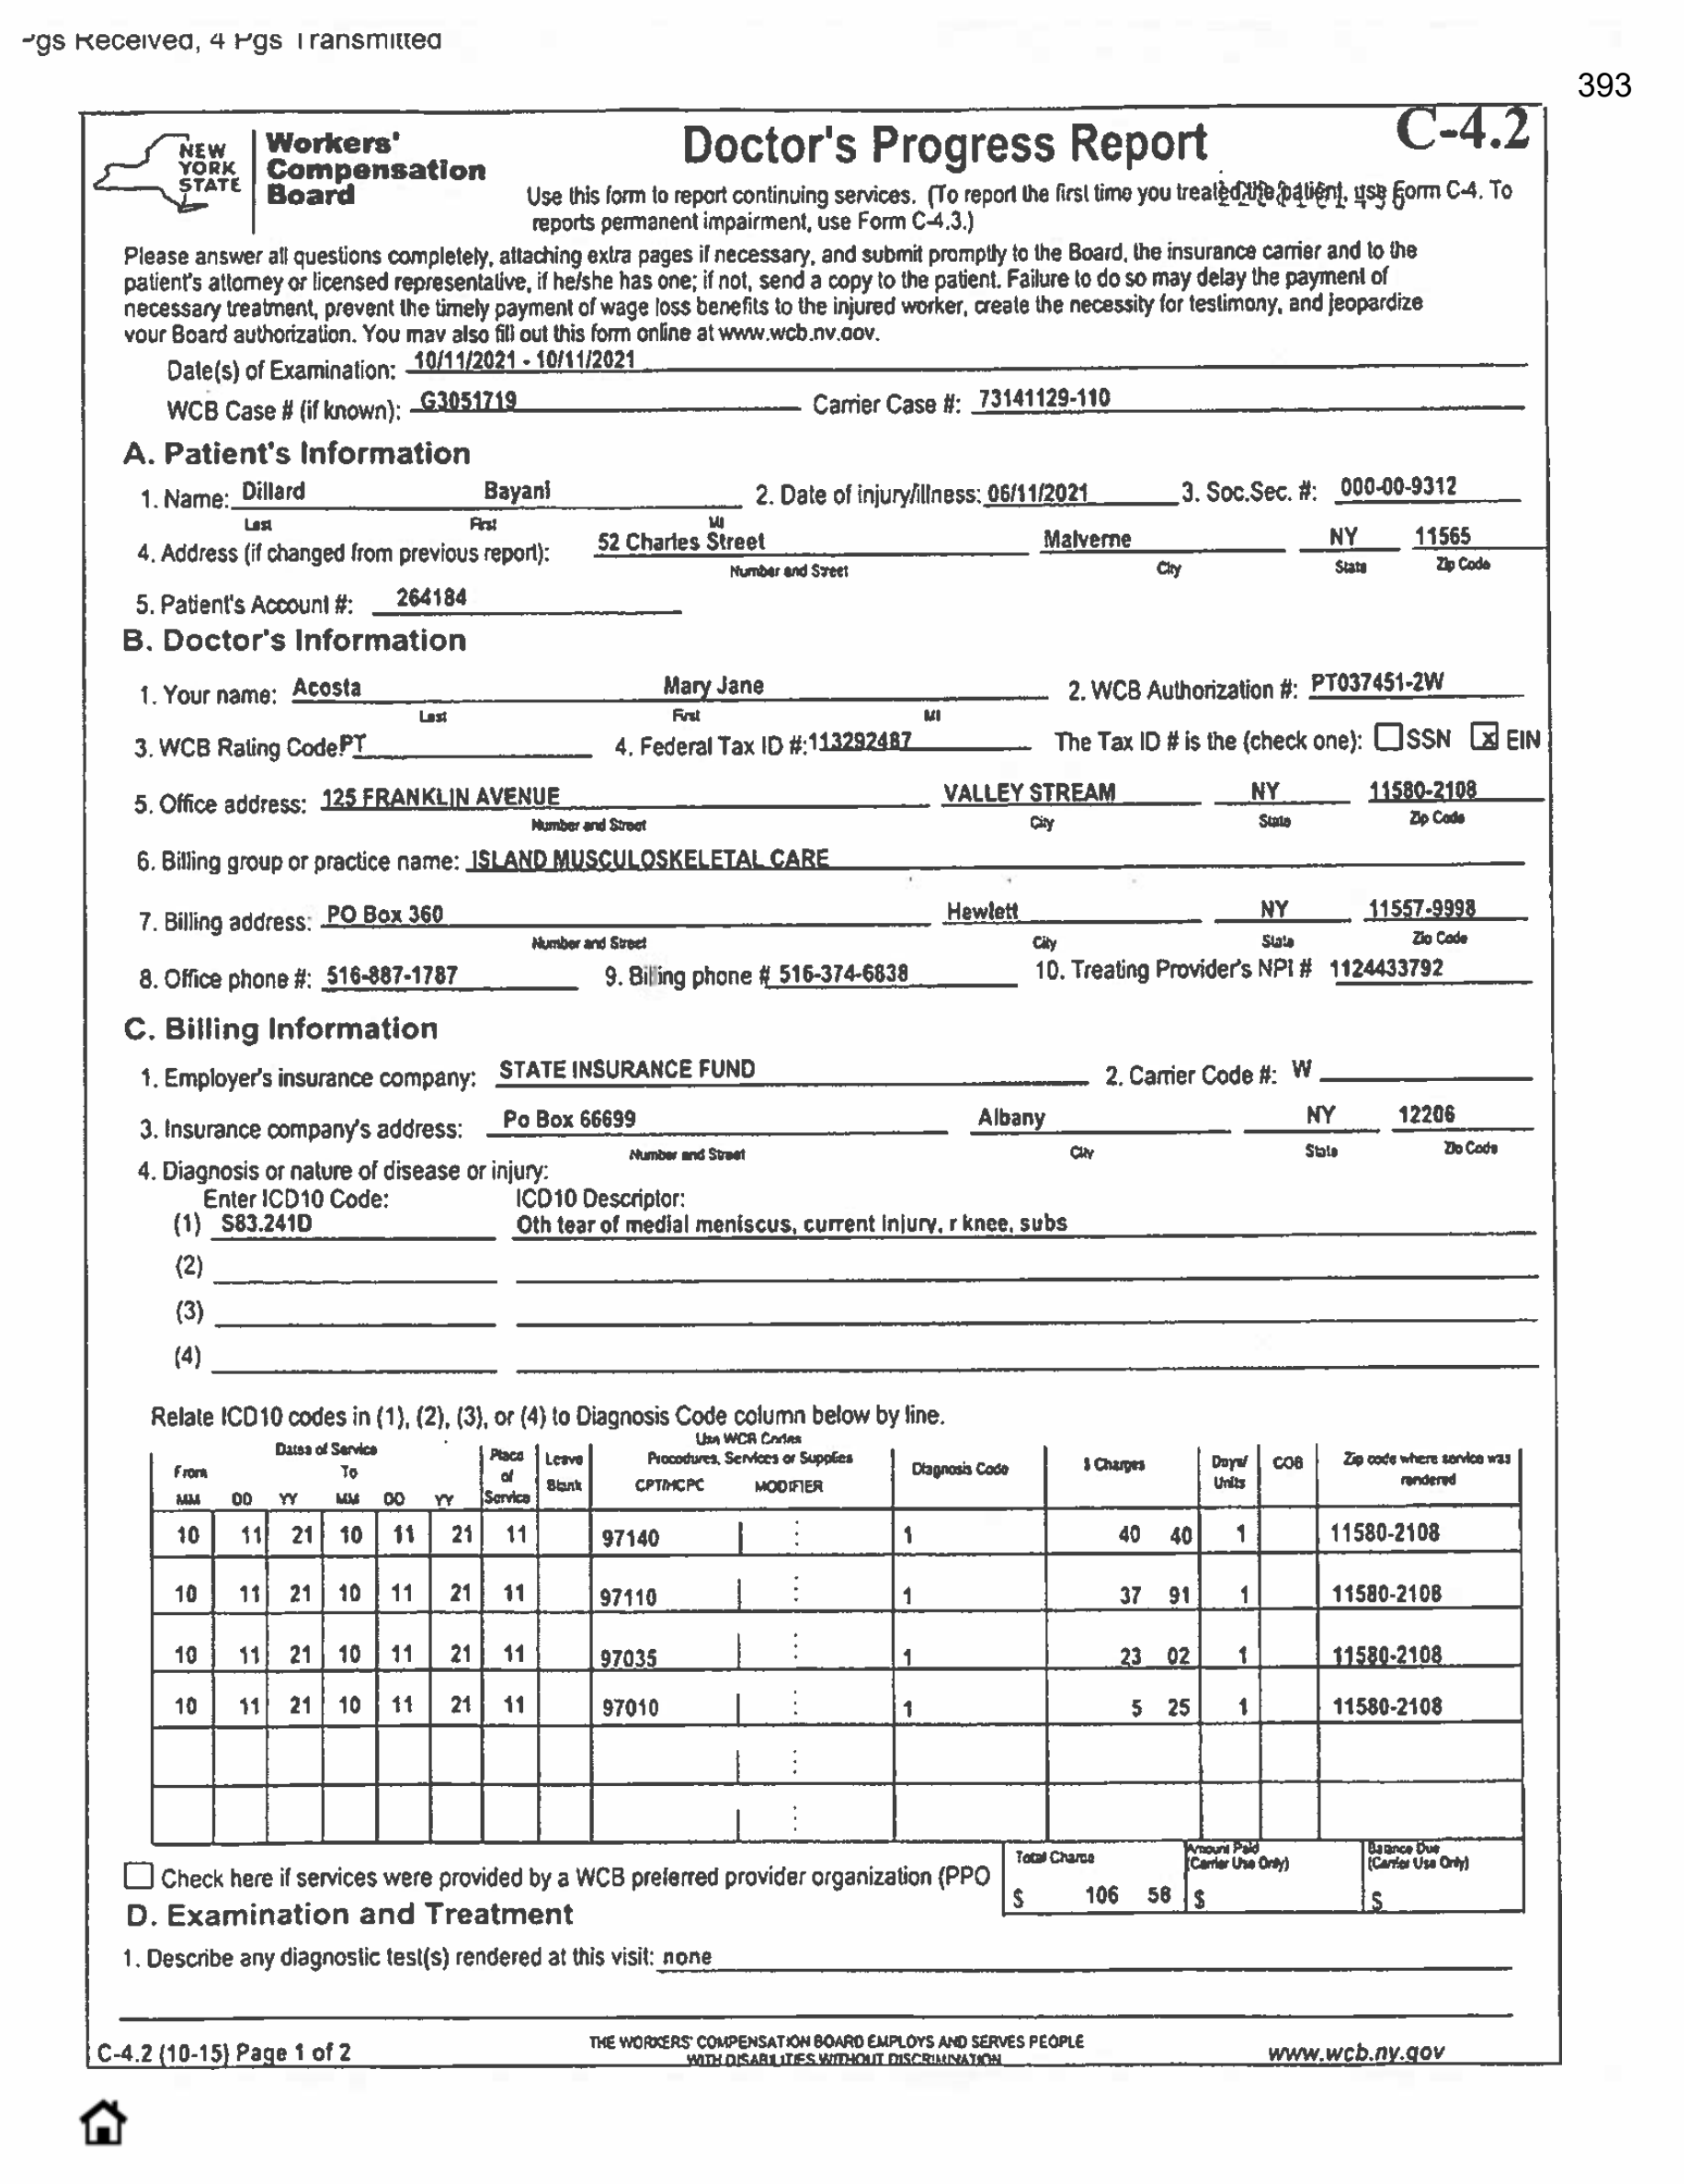 Pgs Received, 4 Pgs Transmitted
393
NEW YORK STATE
Workers' Compensation Board
Doctor's Progress Report
C-4.2
Use this form to report continuing services. (To report the first time you treated the patient, use Form C-4. To
reports permanent impairment, use Form C-4.3.)
Please answer all questions completely, attaching extra pages if necessary, and submit promptly to the Board, the insurance carrier and to the
patient's attorney or licensed representative, if he/she has one; if not, send a copy to the patient. Failure to do so may delay the payment of
necessary treatment, prevent the timely payment of wage loss benefits to the injured worker, create the necessity for testimony, and jeopardize
your Board authorization. You may also fill out this form online at www.wcb.ny.gov.
Date(s) of Examination: 10/11/2021 - 10/11/2021
WCB Case # (if known): G3051719 Carrier Case #: 73141129-110
A. Patient's Information
1. Name: Dillard Bayani 2. Date of injury/illness: 06/11/2021 3. Soc.Sec. #: 000-00-9312
Last First MI
4. Address (if changed from previous report): 52 Charles Street Malverne NY 11565
Number and Street City State Zip Code
5. Patient's Account #: 264184
B. Doctor's Information
1. Your name: Acosta Mary Jane 2. WCB Authorization #: PT037451-2W
Last First MI
3. WCB Rating Code PT 4. Federal Tax ID #: 113292487 The Tax ID # is the (check one): SSN x EIN
5. Office address: 125 FRANKLIN AVENUE VALLEY STREAM NY 11580-2108
Number and Street City State Zip Code
6. Billing group or practice name: ISLAND MUSCULOSKELETAL CARE
7. Billing address: PO Box 360 Hewlett NY 11557-9998
Number and Street City State Zip Code
8. Office phone #: 516-887-1787 9. Billing phone # 516-374-6838 10. Treating Provider's NPI # 1124433792
C. Billing Information
1. Employer's insurance company: STATE INSURANCE FUND 2. Carrier Code #: W
3. Insurance company's address: Po Box 66699 Albany NY 12206
Number and Street City State Zip Code
4. Diagnosis or nature of disease or injury:
Enter ICD10 Code: ICD10 Descriptor:
(1) S83.241D Oth tear of medial meniscus, current injury, r knee, subs
(2)
(3)
(4)
Relate ICD10 codes in (1), (2), (3), or (4) to Diagnosis Code column below by line.
Dates of Service Place of Service Leave Blank Use WCB Codes Procedures, Services or Supplies Diagnosis Code $ Charges Days/ Units COB Zip code where service was rendered
From To CPT/HCPC MODIFIER
MM DD YY MM DD YY
10 11 21 10 11 21 11 97140 1 40 40 1 11580-2108
10 11 21 10 11 21 11 97110 1 37 91 1 11580-2108
10 11 21 10 11 21 11 97035 1 23 02 1 11580-2108
10 11 21 10 11 21 11 97010 1 5 25 1 11580-2108
Check here if services were provided by a WCB preferred provider organization (PPO
Total Charge $ 106 58 Amount Paid (Carrier Use Only) $ Balance Due (Carrier Use Only) $
D. Examination and Treatment
1. Describe any diagnostic test(s) rendered at this visit: none
C-4.2 (10-15) Page 1 of 2
THE WORKERS' COMPENSATION BOARD EMPLOYS AND SERVES PEOPLE
WITH DISABILITIES WITHOUT DISCRIMINATION
www.wcb.ny.gov